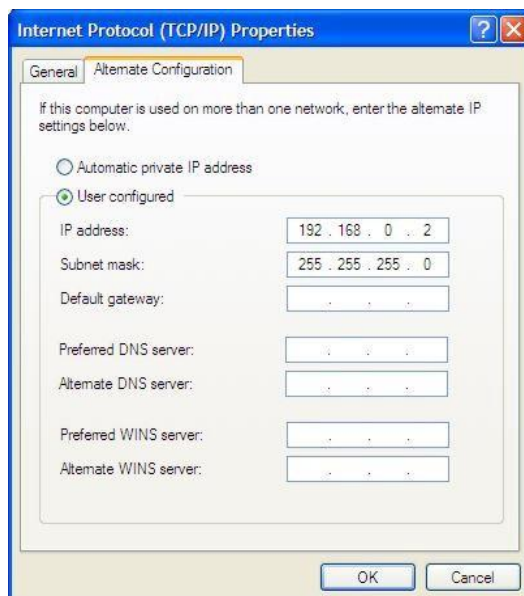 Internet Protocol (TCP/IP) Properties
General
Alternate Configuration
If this computer is used on more than one network, enter the alternate IP
settings below.
Automatic private IP address
User configured
IP address: 192 . 168 . 0 . 2
Subnet mask: 255 . 255 . 255 . 0
Default gateway: . . .
Preferred DNS server: . . .
Alternate DNS server: . . .
Preferred WINS server: . . .
Alternate WINS server: . . .
OK Cancel